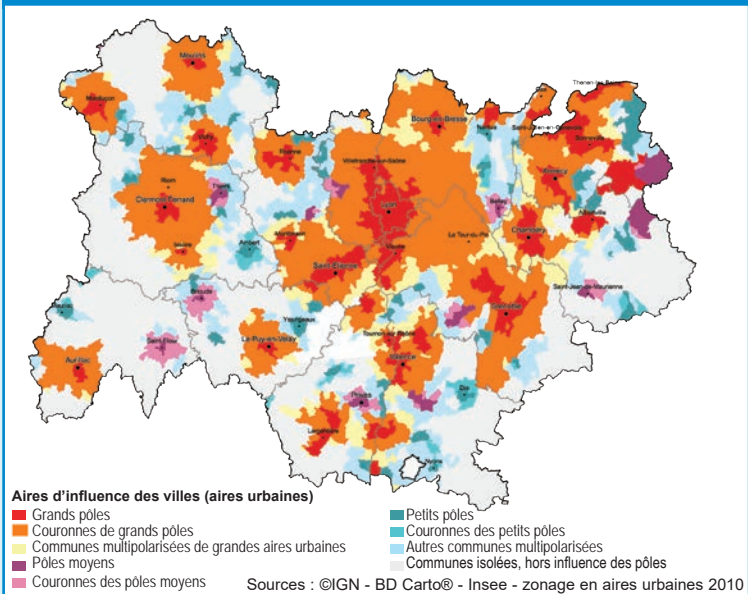 Moulins
Montluçon
Thonon-les-Bains
Bourg-en-Bresse
Nantua
Saint-Julien-en-Genevois
Bonneville
Vichy
Roanne
Villefranche-sur-Saône
Annecy
Riom
Thiers
Clermont-Ferrand
Lyon
Belley
Albertville
Chambéry
Issoire
Ambert
Montbrison
Vienne
La Tour-du-Pin
Saint-Etienne
Brioude
Saint-Jean-de-Maurienne
Grenoble
Mauriac
Yssingeaux
Tournon-sur-Rhône
Saint-Flour
Le-Puy-en-Velay
Valence
Aurillac
Privas
Die
Largentière
Nyons
Aires d'influence des villes (aires urbaines)
Grands pôles
Couronnes de grands pôles
Communes multipolarisées de grandes aires urbaines
Pôles moyens
Couronnes des pôles moyens
Petits pôles
Couronnes des petits pôles
Autres communes multipolarisées
Communes isolées, hors influence des pôles
Sources : ©IGN - BD Carto® - Insee - zonage en aires urbaines 2010